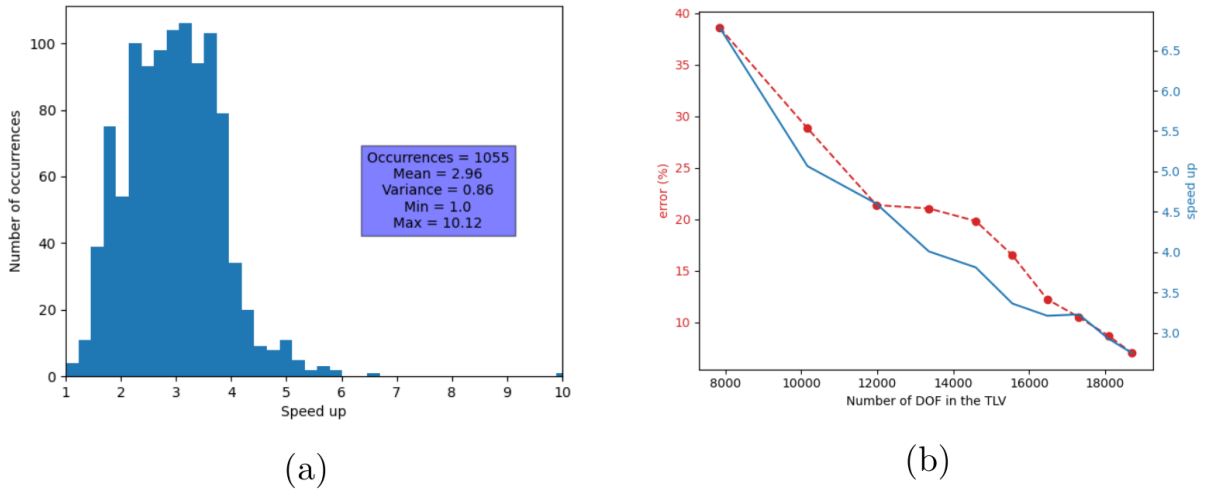 Number of occurrences
100
80
60
40
20
0
1 2 3 4 5 6 7 8 9 10
Speed up
Occurrences = 1055
Mean = 2.96
Variance = 0.86
Min = 1.0
Max = 10.12
(a)
error (%)
40
35
30
25
20
15
10
8000 10000 12000 14000 16000 18000
Number of DOF in the TLV
6.5
6.0
5.5
5.0
4.5
4.0
3.5
3.0
speed up
(b)